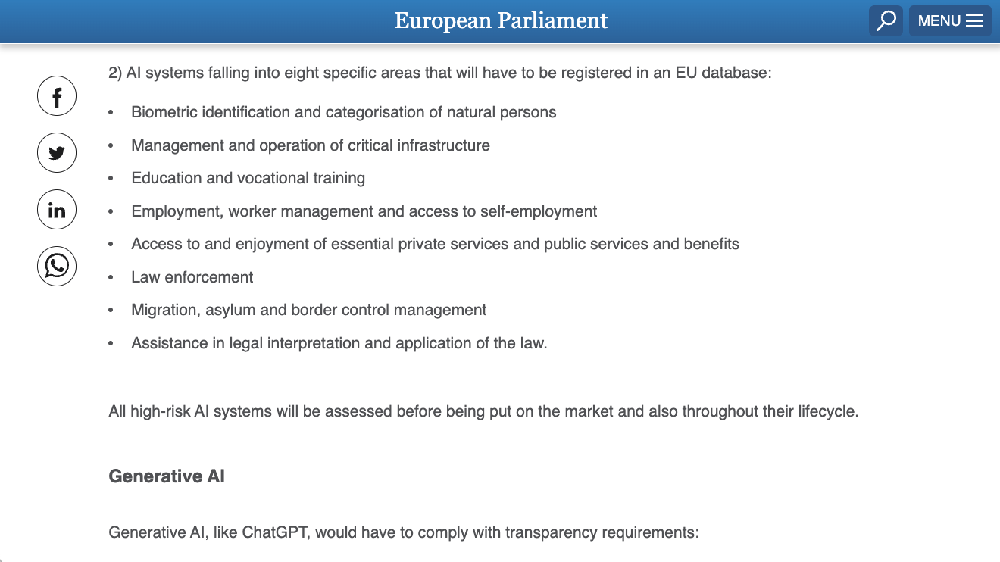 European Parliament
MENU
2) AI systems falling into eight specific areas that will have to be registered in an EU database:
• Biometric identification and categorisation of natural persons
• Management and operation of critical infrastructure
• Education and vocational training
• Employment, worker management and access to self-employment
• Access to and enjoyment of essential private services and public services and benefits
• Law enforcement
• Migration, asylum and border control management
• Assistance in legal interpretation and application of the law.
All high-risk AI systems will be assessed before being put on the market and also throughout their lifecycle.
Generative AI
Generative AI, like ChatGPT, would have to comply with transparency requirements: